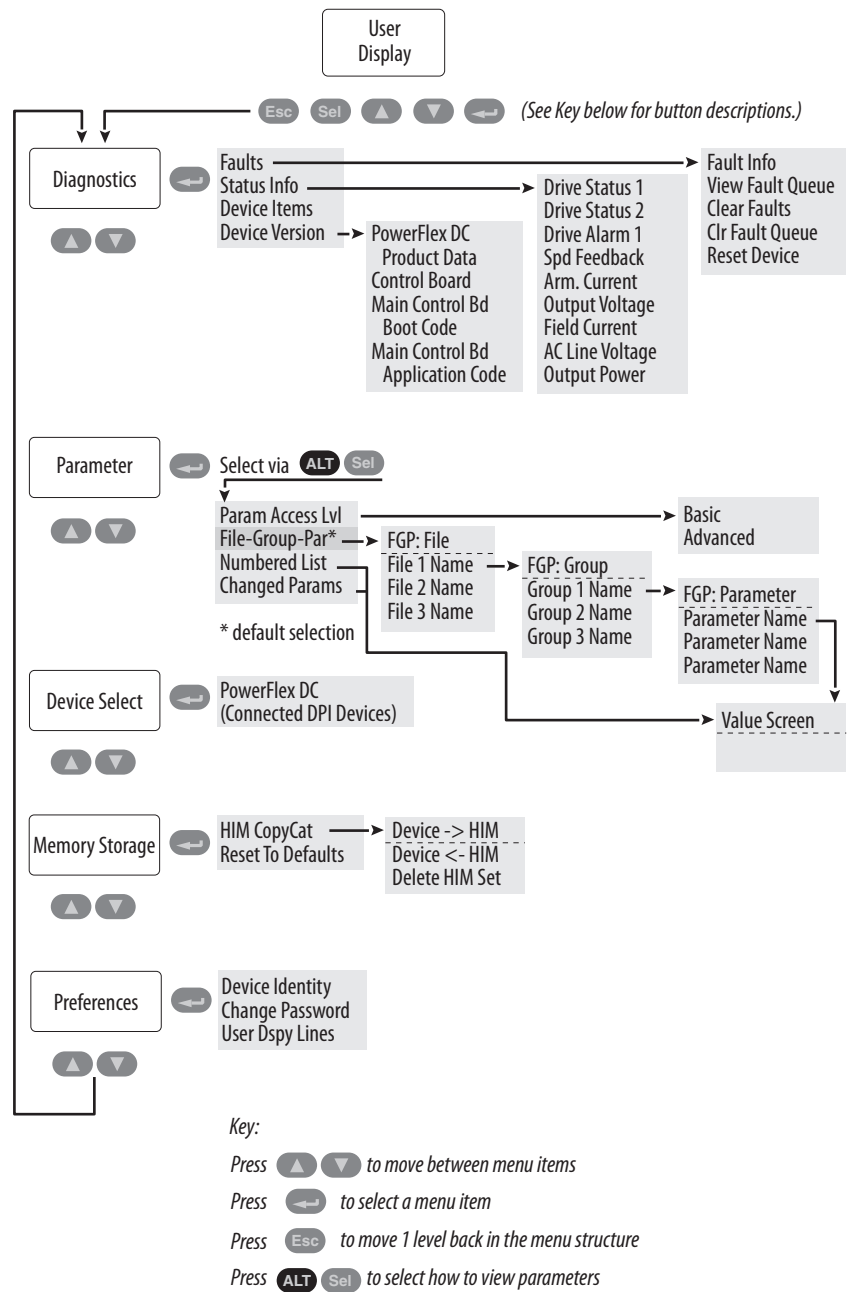 User
Display
Esc Sel (See Key below for button descriptions.)
Diagnostics
Faults
Status Info
Device Items
Device Version
PowerFlex DC
Product Data
Control Board
Main Control Bd
Boot Code
Main Control Bd
Application Code
Drive Status 1
Drive Status 2
Drive Alarm 1
Spd Feedback
Arm. Current
Output Voltage
Field Current
AC Line Voltage
Output Power
Fault Info
View Fault Queue
Clear Faults
Clr Fault Queue
Reset Device
Parameter
Select via ALT Sel
Param Access Lvl
File-Group-Par*
Numbered List
Changed Params
* default selection
FGP: File
File 1 Name
File 2 Name
File 3 Name
FGP: Group
Group 1 Name
Group 2 Name
Group 3 Name
Basic
Advanced
FGP: Parameter
Parameter Name
Parameter Name
Parameter Name
Value Screen
Device Select
PowerFlex DC
(Connected DPI Devices)
Memory Storage
HIM CopyCat
Reset To Defaults
Device -> HIM
Device <- HIM
Delete HIM Set
Preferences
Device Identity
Change Password
User Dspy Lines
Key:
Press to move between menu items
Press to select a menu item
Press Esc to move 1 level back in the menu structure
Press ALT Sel to select how to view parameters